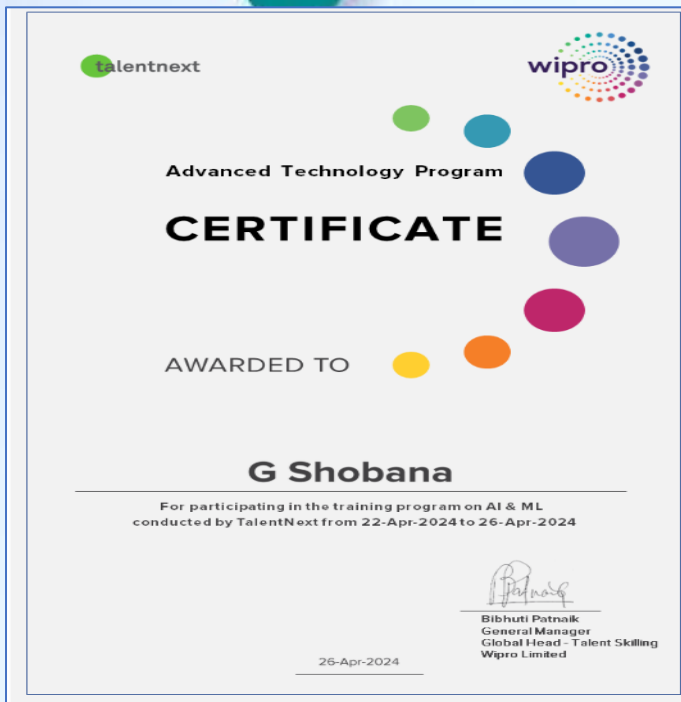 talentnext
wipro
Advanced Technology Program
CERTIFICATE
AWARDED TO
G Shobana
For participating in the training program on AI & ML
conducted by TalentNext from 22-Apr-2024 to 26-Apr-2024
BPatnaik
Bibhuti Patnaik
General Manager
Global Head - Talent Skilling
Wipro Limited
26-Apr-2024